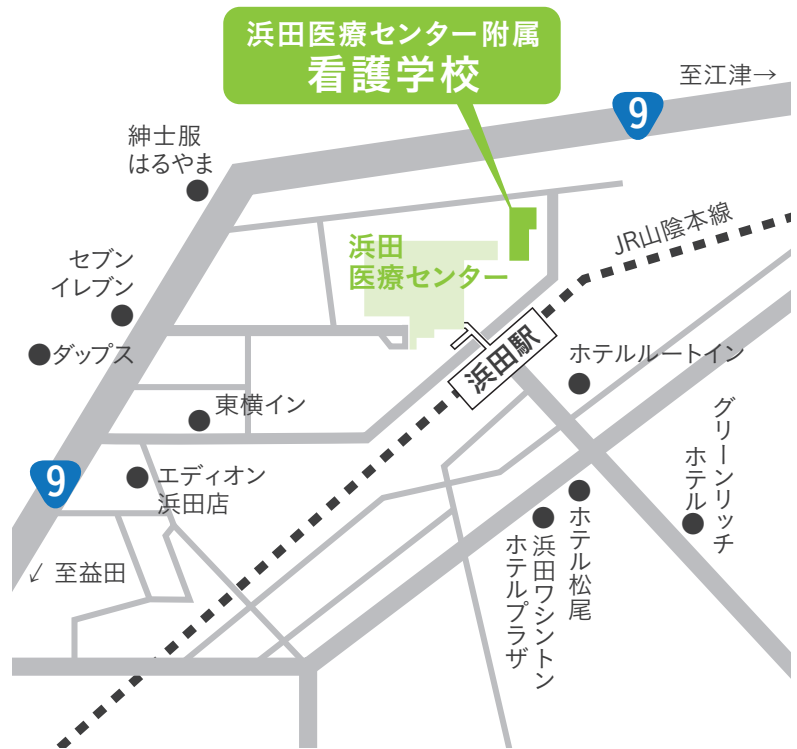 浜田医療センター附属
看護学校
至江津→
9
紳士服
はるやま
JR山陰本線
浜田
医療センター
セブン
イレブン
ダップス
浜田駅
ホテルルートイン
東横イン
グリーンリッチ
ホテル
9
エディオン
浜田店
ホテル松尾
浜田ワシントン
ホテルプラザ
↙ 至益田